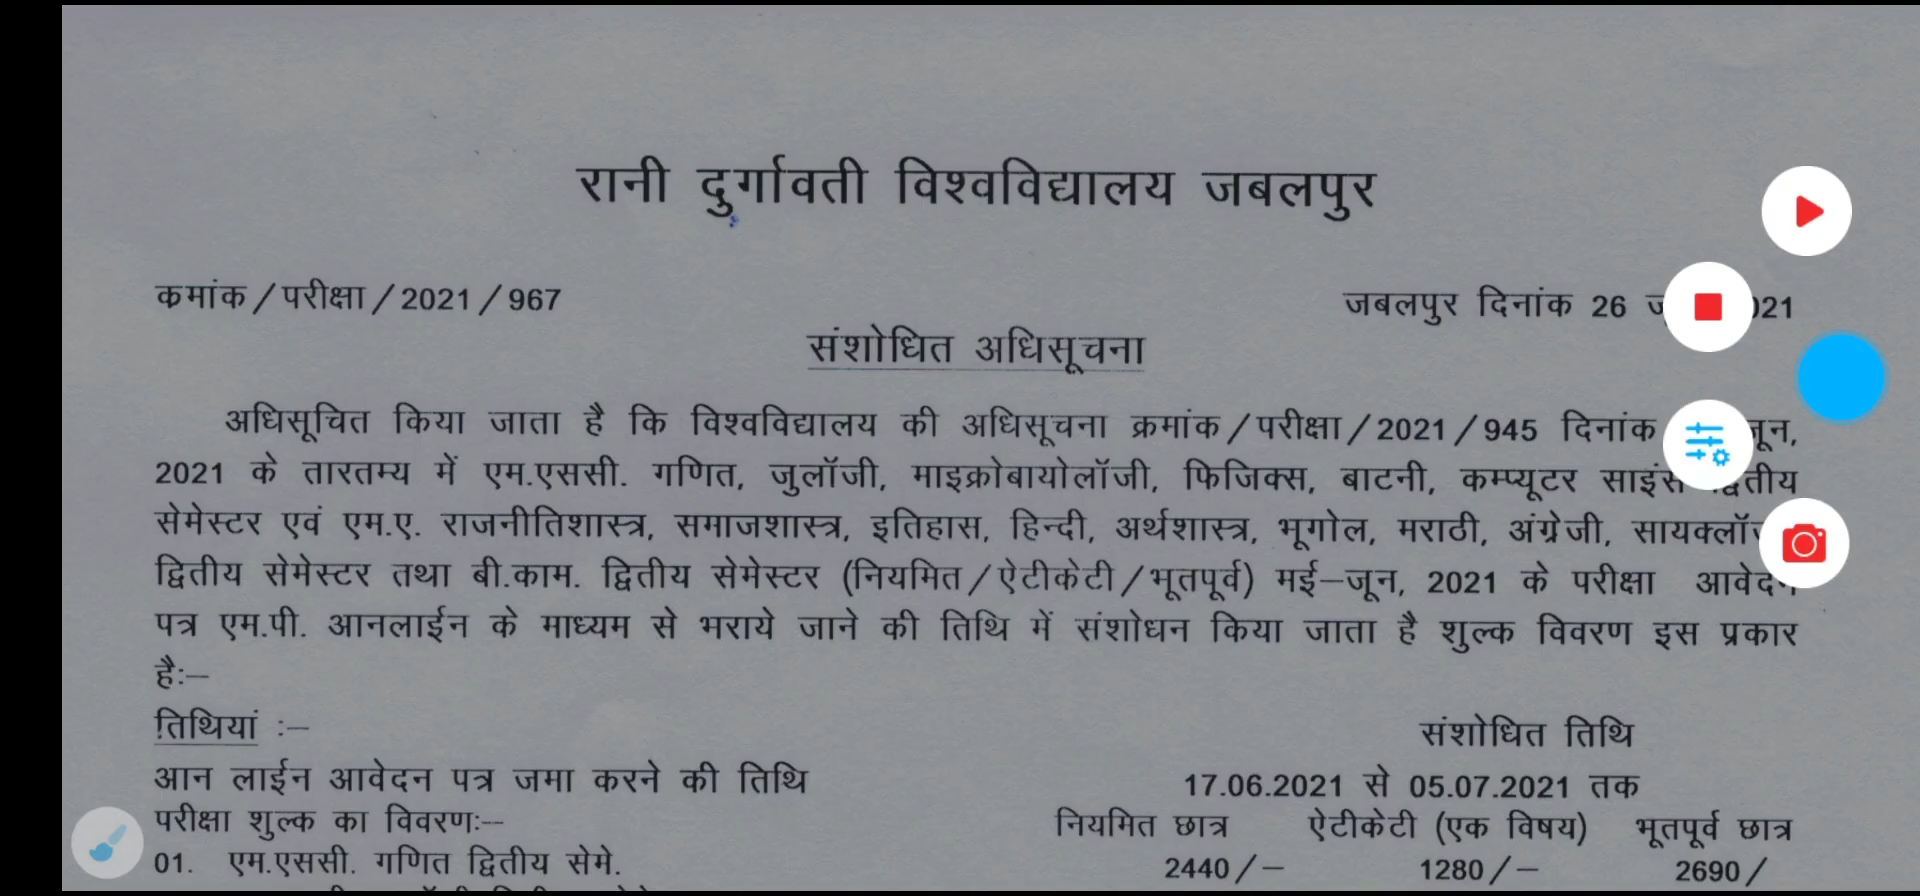 रानी दुर्गावती विश्वविद्यालय जबलपुर
कमांक/परीक्षा/2021/967
जबलपुर दिनांक 26 021
संशोधित अधिसूचना
अधिसूचित किया जाता है कि विश्वविद्यालय की अधिसूचना क्रमांक/परीक्षा/2021/945 दिनांक जून,
2021 के तारतम्य में एम.एससी. गणित, जुलॉजी, माइक्रोबायोलॉजी, फिजिक्स, बाटनी, कम्प्यूटर साइंस द्वितीय
सेमेस्टर एवं एम.ए. राजनीतिशास्त्र, समाजशास्त्र, इतिहास, हिन्दी, अर्थशास्त्र, भूगोल, मराठी, अंग्रेजी,
द्वितीय सेमेस्टर तथा बी.काम. द्वितीय सेमेस्टर (नियमित/ऐटीकेटी/भूतपूर्व) मई–जून, 2021 के परीक्षा आवेदन
पत्र एम.पी. आनलाईन के माध्यम से भराये जाने की तिथि में संशोधन किया जाता है शुल्क विवरण इस प्रकार
है:–
तिथियां :–
संशोधित तिथि
आन लाईन आवेदन पत्र जमा करने की तिथि 17.06.2021 से 05.07.2021 तक
परीक्षा शुल्क का विवरण:– नियमित छात्र ऐटीकेटी (एक विषय) भूतपूर्व छात्र
01. एम.एससी. गणित द्वितीय सेमे. 2440/– 1280/– 2690/